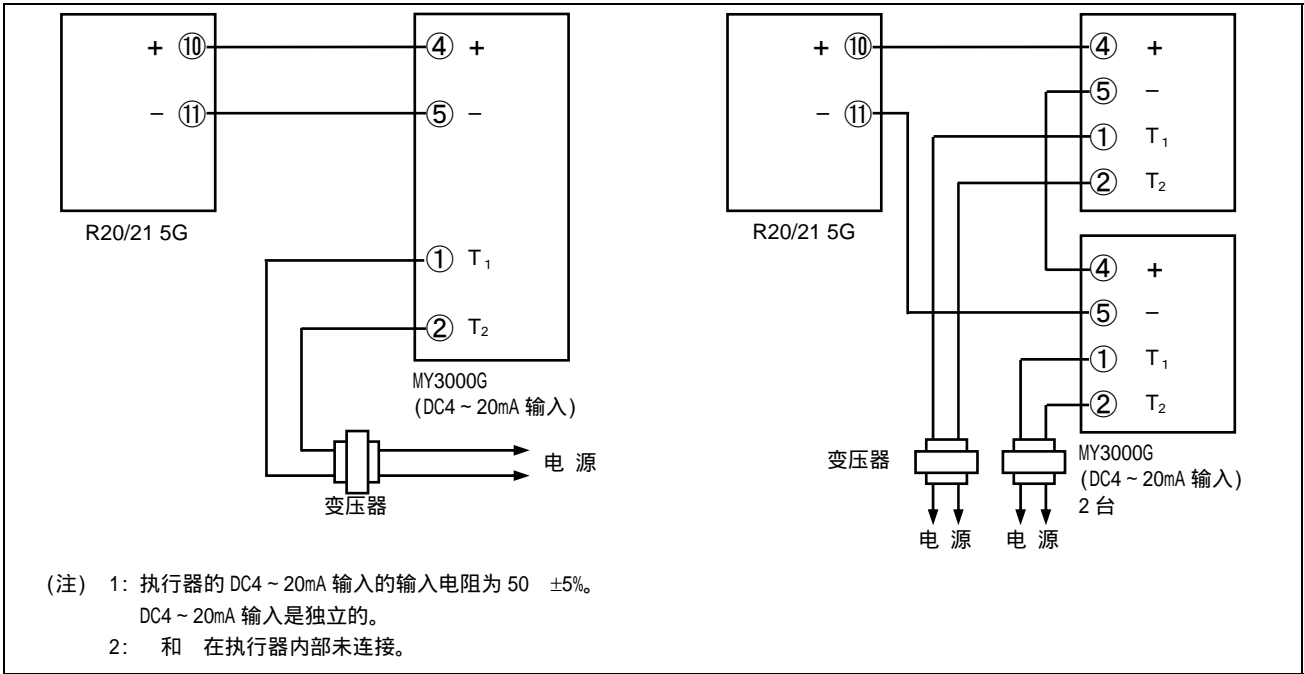 + ⑩ ④ +
− ⑪ ⑤ −
R20/21 5G
① T₁
② T₂
MY3000G
(DC4～20mA 输入)
电 源
变压器
+ ⑩ ④ +
⑤ −
− ⑪
① T₁
② T₂
R20/21 5G
④ +
⑤ −
① T₁
② T₂
MY3000G
(DC4～20mA 输入)
2 台
变压器
电 源 电 源
(注) 1: 执行器的 DC4～20mA 输入的输入电阻为 50 ±5%。
DC4～20mA 输入是独立的。
2: 和 在执行器内部未连接。